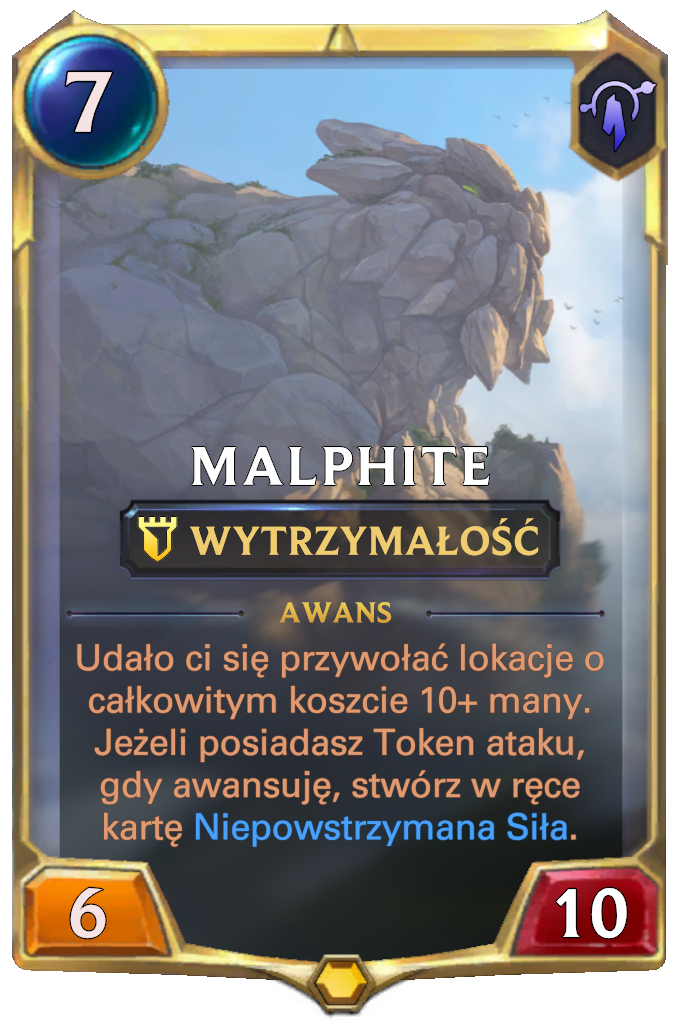 7
MALPHITE
WYTRZYMAŁOŚĆ
AWANS
Udało ci się przywołać lokacje o
całkowitym koszcie 10+ many.
Jeżeli posiadasz Token ataku,
gdy awansuję, stwórz w ręce
kartę Niepowstrzymana Siła.
6
10